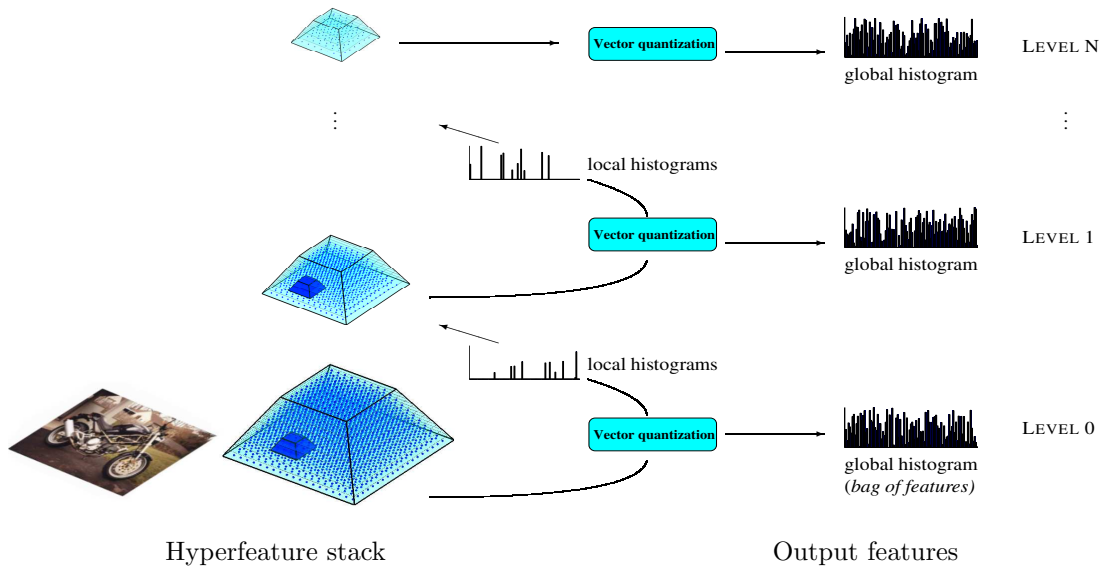 Vector quantization
global histogram
LEVEL N
⋮
⋮
local histograms
Vector quantization
global histogram
LEVEL 1
local histograms
Vector quantization
global histogram
(bag of features)
LEVEL 0
Hyperfeature stack
Output features